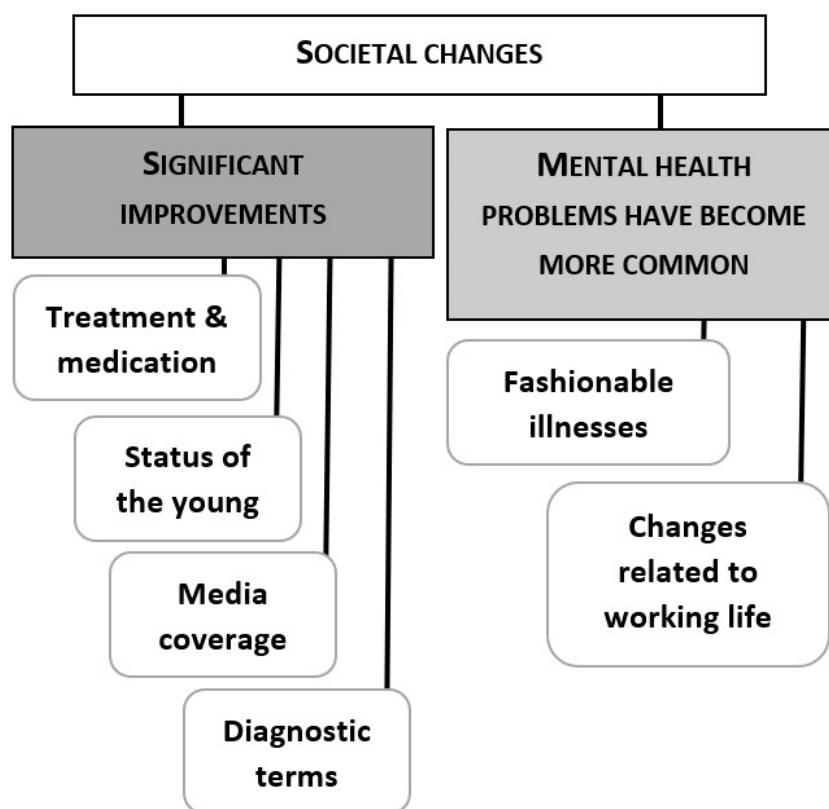 SOCIETAL CHANGES
SIGNIFICANT
IMPROVEMENTS
Treatment &
medication
Status of
the young
Media
coverage
Diagnostic
terms
MENTAL HEALTH
PROBLEMS HAVE BECOME
MORE COMMON
Fashionable
illnesses
Changes
related to
working life